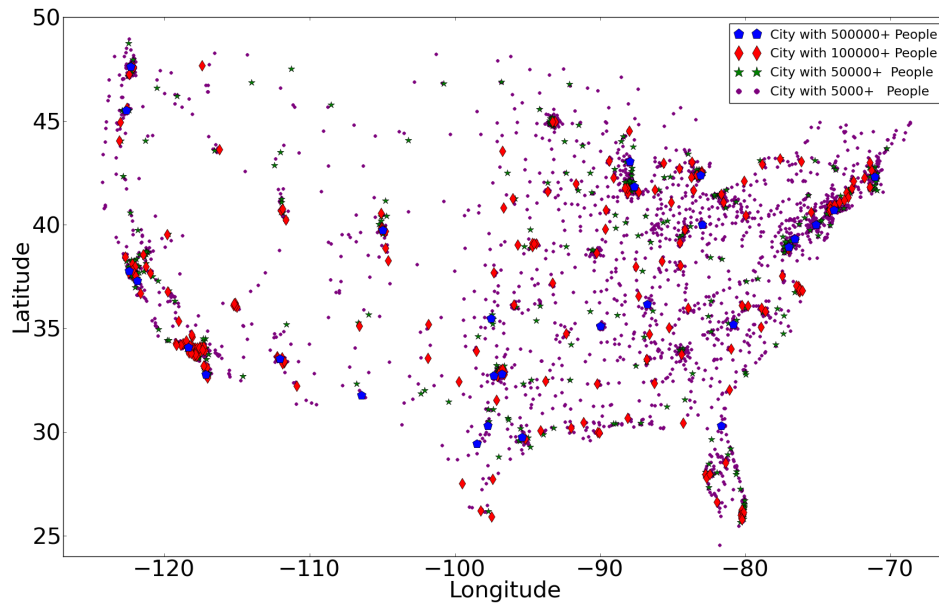 50
45
40
35
30
25
Latitude
City with 500000+ People
City with 100000+ People
City with 50000+  People
City with 5000+   People
−120
−110
−100
−90
−80
−70
Longitude